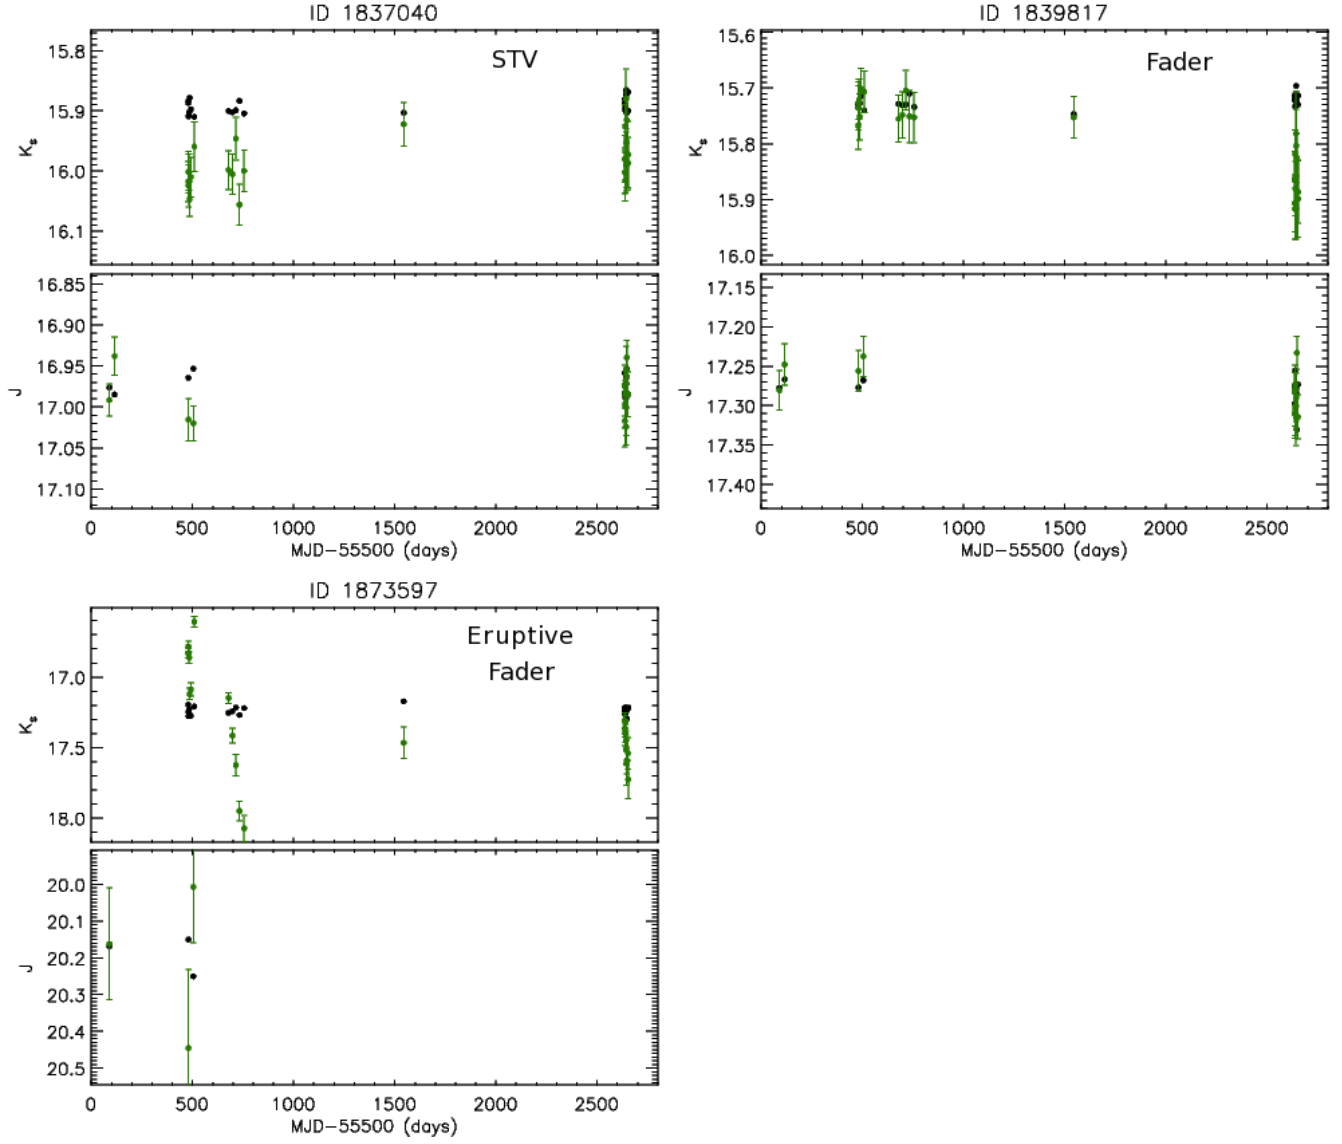 ID 1837040
STV
15.8
15.9
16.0
16.1
Ks
16.85
16.90
16.95
17.00
17.05
17.10
J
0 500 1000 1500 2000 2500
MJD-55500 (days)
ID 1839817
Fader
15.6
15.7
15.8
15.9
16.0
Ks
17.15
17.20
17.25
17.30
17.35
17.40
J
0 500 1000 1500 2000 2500
MJD-55500 (days)
ID 1873597
Eruptive
Fader
17.0
17.5
18.0
Ks
20.0
20.1
20.2
20.3
20.4
20.5
J
0 500 1000 1500 2000 2500
MJD-55500 (days)